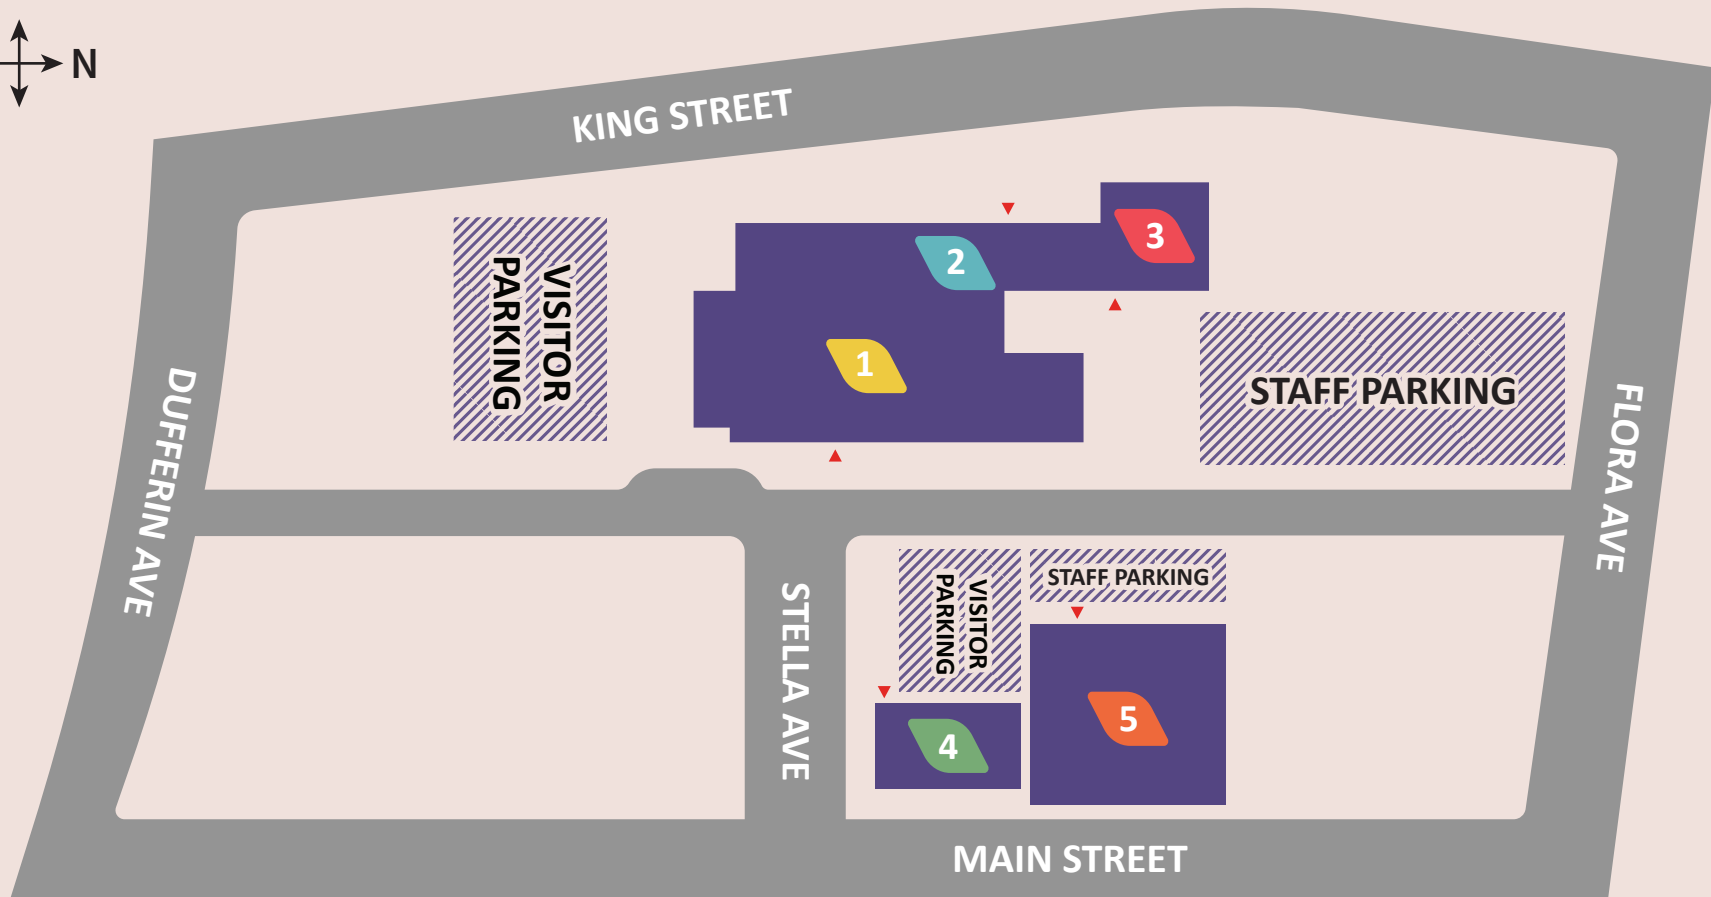 N
KING STREET
2
3
VISITOR
PARKING
1
STAFF PARKING
DUFFERIN AVE
FLORA AVE
STELLA AVE
VISITOR
PARKING
STAFF PARKING
4
5
MAIN STREET